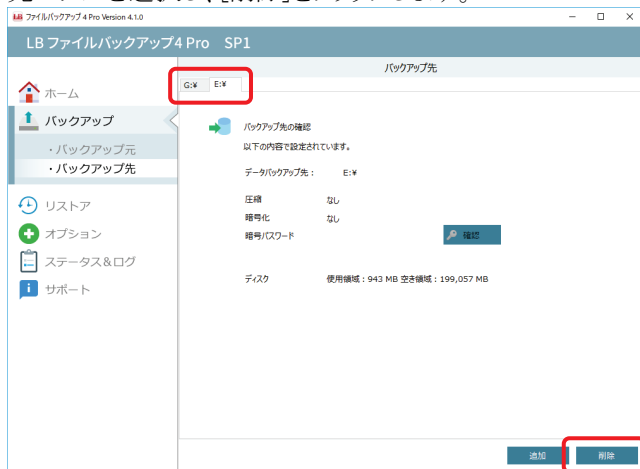 ファイルバックアップ 4 Pro Version 4.1.0
LB ファイルバックアップ4 Pro SP1
ホーム
バックアップ
・バックアップ元
・バックアップ先
リストア
オプション
ステータス&ログ
サポート
バックアップ先
G:¥ E:¥
バックアップ先の確認
以下の内容で設定されています。
データバックアップ先： E:¥
圧縮 なし
暗号化 なし
暗号パスワード 確認
ディスク 使用領域：943 MB 空き領域：199,057 MB
追加 削除